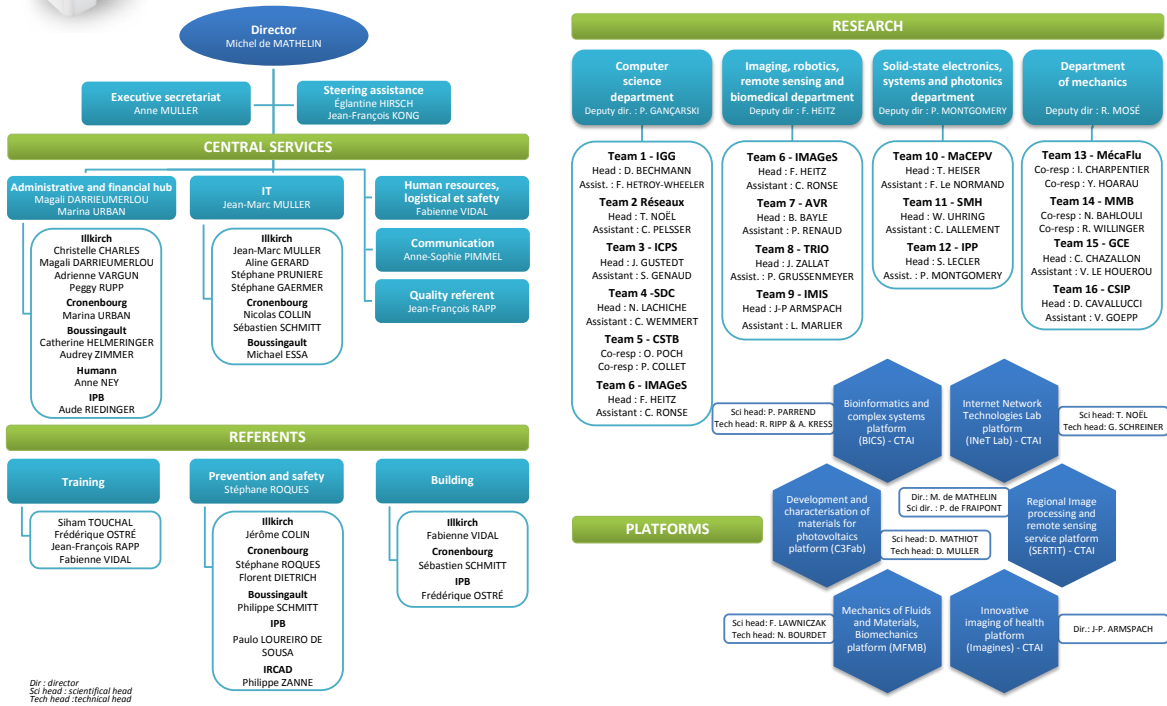 Director
Michel de MATHELIN
Executive secretariat
Anne MULLER
Steering assistance
Églantine HIRSCH
Jean-François KONG
CENTRAL SERVICES
Administrative and financial hub
Magali DARRIEUMERLOU
Marina URBAN
Illkirch
Christelle CHARLES
Magali DARRIEUMERLOU
Adrienne VARGUN
Peggy RUPP
Cronenbourg
Marina URBAN
Boussingault
Catherine HELMERINGER
Audrey ZIMMER
Humann
Anne NEY
IPB
Aude RIEDINGER
IT
Jean-Marc MULLER
Illkirch
Jean-Marc MULLER
Aline GERARD
Stéphane PRUNIERE
Stéphane GAERMER
Cronenbourg
Nicolas COLLIN
Sébastien SCHMITT
Boussingault
Michael ESSA
Human resources,
logistical et safety
Fabienne VIDAL
Communication
Anne-Sophie PIMMEL
Quality referent
Jean-François RAPP
REFERENTS
Training
Siham TOUCHAL
Frédérique OSTRÉ
Jean-François RAPP
Fabienne VIDAL
Prevention and safety
Stéphane ROQUES
Illkirch
Jérôme COLIN
Cronenbourg
Stéphane ROQUES
Florent DIETRICH
Boussingault
Philippe SCHMITT
IPB
Paulo LOUREIRO DE
SOUSA
IRCAD
Philippe ZANNE
Building
Illkirch
Fabienne VIDAL
Cronenbourg
Sébastien SCHMITT
IPB
Frédérique OSTRÉ
Dir : director
Sci head : scientifical head
Tech head :technical head
RESEARCH
Computer
science
department
Deputy dir. : P. GANÇARSKI
Team 1 - IGG
Head : D. BECHMANN
Assist. : F. HETROY-WHEELER
Team 2 Réseaux
Head : T. NOËL
Assistant : C. PELSSER
Team 3 - ICPS
Head : J. GUSTEDT
Assistant : S. GENAUD
Team 4 -SDC
Head : N. LACHICHE
Assistant : C. WEMMERT
Team 5 - CSTB
Co-resp : O. POCH
Co-resp : P. COLLET
Team 6 - IMAGeS
Head : F. HEITZ
Assistant : C. RONSE
Imaging, robotics,
remote sensing and
biomedical department
Deputy dir : F. HEITZ
Team 6 - IMAGeS
Head : F. HEITZ
Assistant : C. RONSE
Team 7 - AVR
Head : B. BAYLE
Assistant : P. RENAUD
Team 8 - TRIO
Head : J. ZALLAT
Assist. : P. GRUSSENMEYER
Team 9 - IMIS
Head : J-P ARMSPACH
Assistant : L. MARLIER
Solid-state electronics,
systems and photonics
department
Deputy dir : P. MONTGOMERY
Team 10 - MaCEPV
Head : T. HEISER
Assistant : F. Le NORMAND
Team 11 - SMH
Head : W. UHRING
Assistant : C. LALLEMENT
Team 12 - IPP
Head : S. LECLER
Assist. : P. MONTGOMERY
Department
of mechanics
Deputy dir : R. MOSÉ
Team 13 - MécaFlu
Co-resp : I. CHARPENTIER
Co-resp : Y. HOARAU
Team 14 - MMB
Co-resp : N. BAHLOULI
Co-resp : R. WILLINGER
Team 15 - GCE
Head : C. CHAZALLON
Assistant : V. LE HOUEROU
Team 16 - CSIP
Head : D. CAVALLUCCI
Assistant : V. GOEPP
PLATFORMS
Sci head: P. PARREND
Tech head: R. RIPP & A. KRESS
Bioinformatics and
complex systems
platform
(BICS) - CTAI
Internet Network
Technologies Lab
platform
(INeT Lab) - CTAI
Sci head: T. NOËL
Tech head: G. SCHREINER
Development and
characterisation of
materials for
photovoltaics
platform (C3Fab)
Dir.: M. de MATHELIN
Sci dir. : P. de FRAIPONT
Sci head: D. MATHIOT
Tech head: D. MULLER
Regional Image
processing and
remote sensing
service platform
(SERTIT) - CTAI
Sci head: F. LAWNICZAK
Tech head: N. BOURDET
Mechanics of Fluids
and Materials,
Biomechanics
platform (MFMB)
Innovative
imaging of health
platform
(Imagines) - CTAI
Dir.: J-P. ARMSPACH